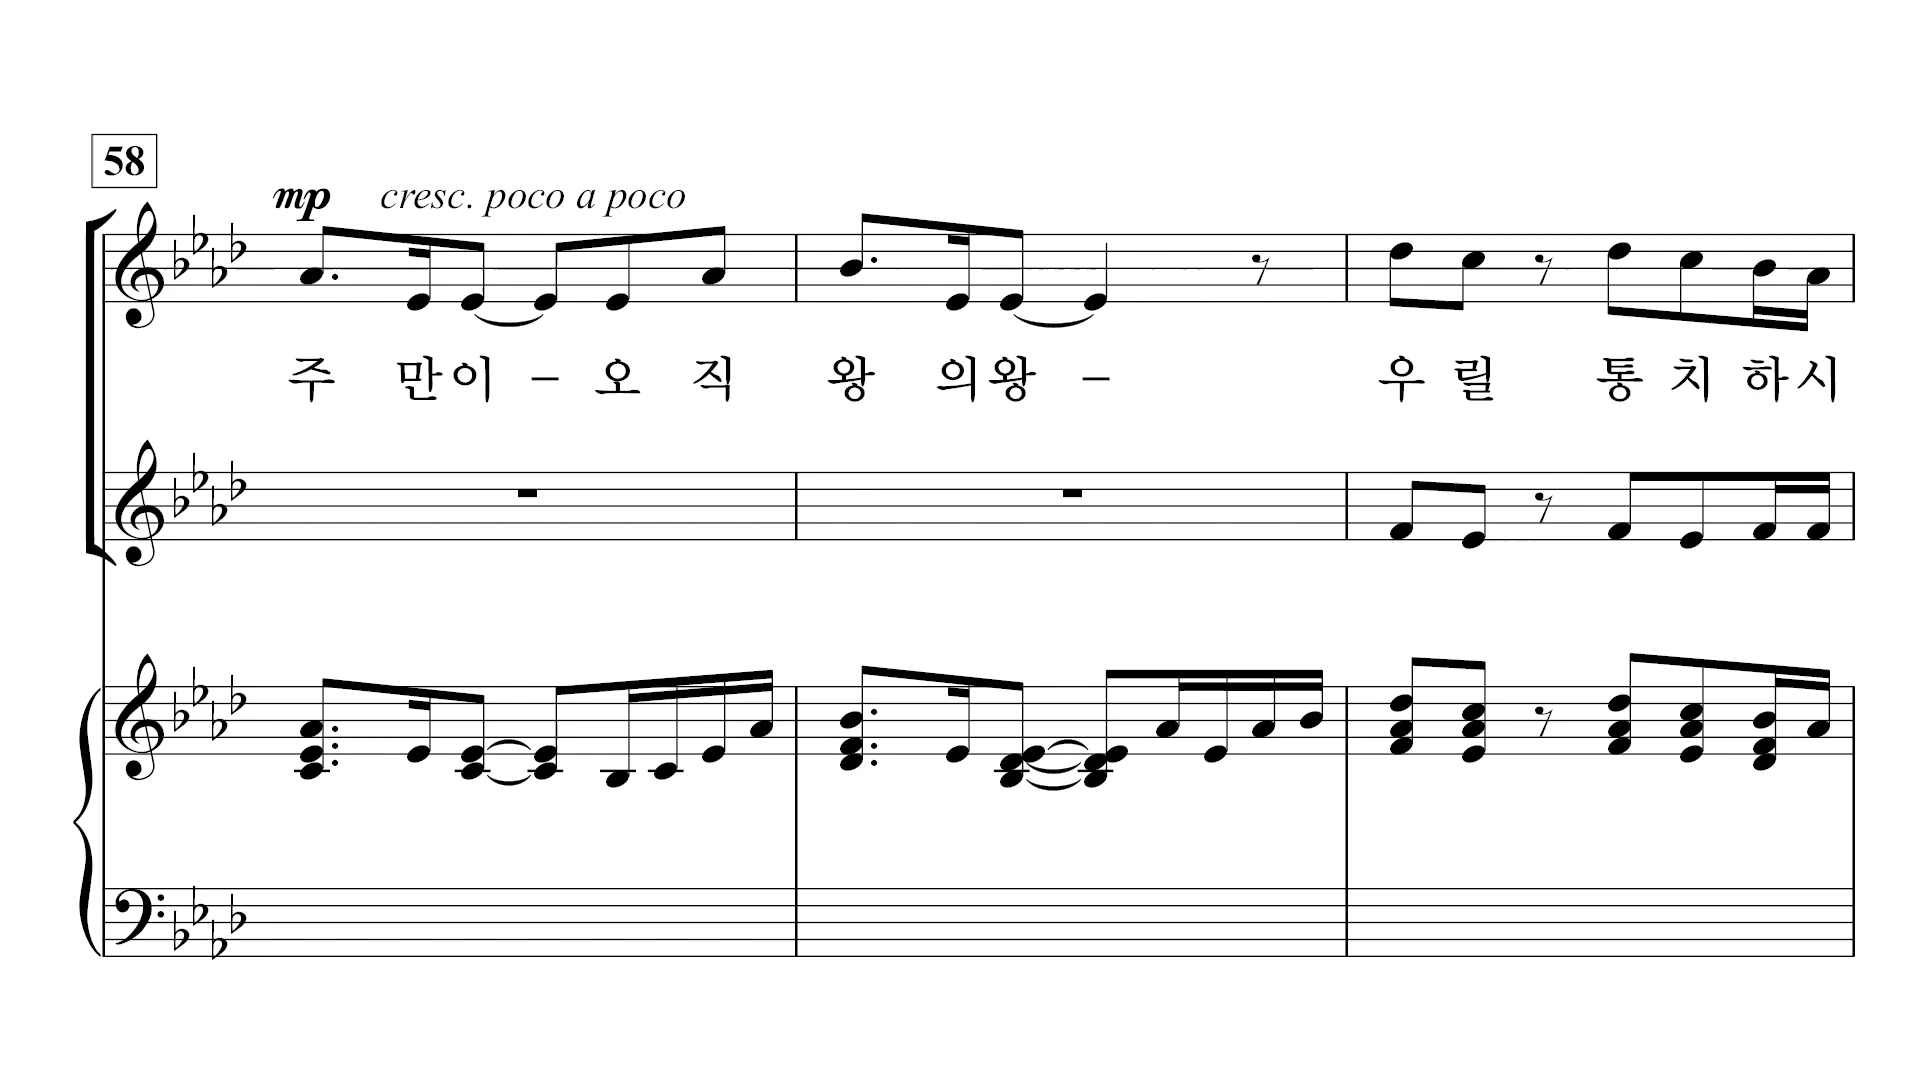 58
mp cresc. poco a poco
주 만이 – 오 직 왕 의왕 – 우 릴 통 치 하시